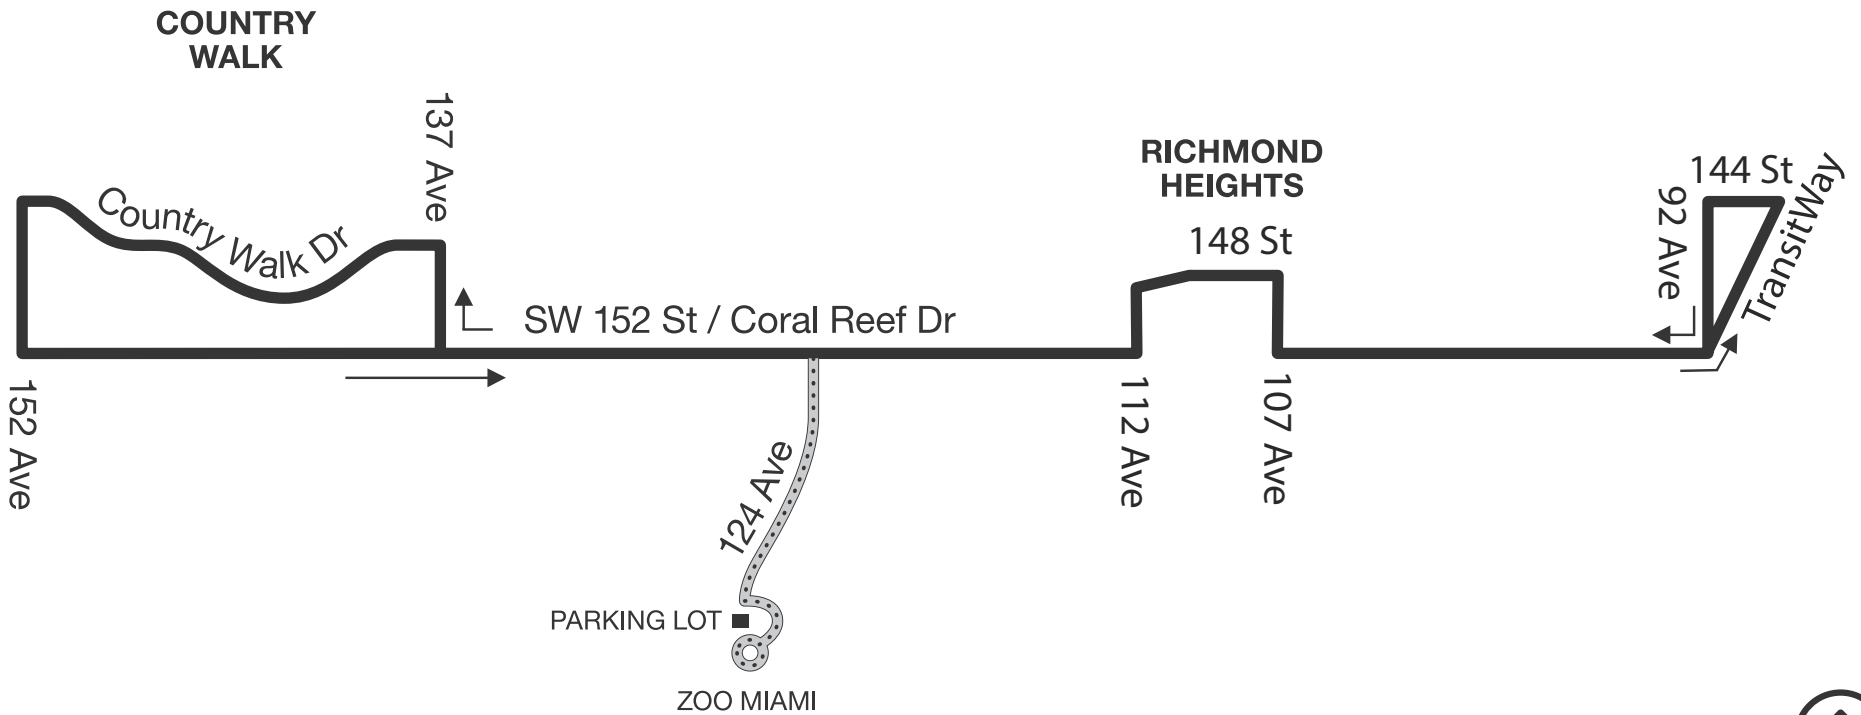 COUNTRY
WALK
137 Ave
Country Walk Dr
RICHMOND
HEIGHTS
148 St
144 St
92 Ave
TransitWay
SW 152 St / Coral Reef Dr
152 Ave
112 Ave
107 Ave
124 Ave
PARKING LOT
ZOO MIAMI